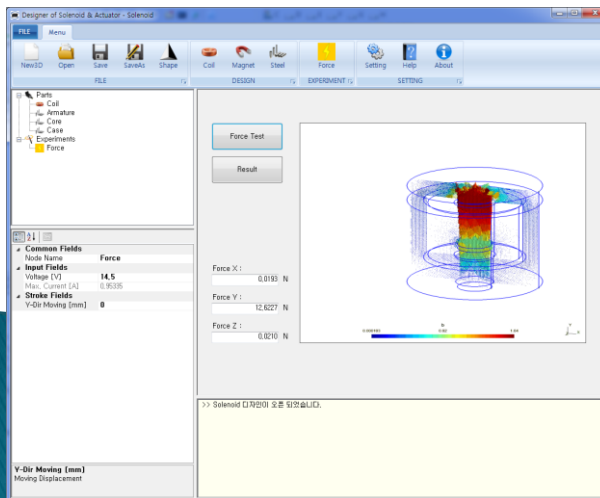 Designer of Solenoid & Actuator - Solenoid
FILE Menu
New3D Open Save SaveAs Shape Coil Magnet Steel Force Setting Help About
FILE DESIGN EXPERIMENT SETTING
Parts
Coil
Armature
Core
Case
Experiments
Force
Force Test
Result
Common Fields
Node Name Force
Input Fields
Voltage [V] 14,5
Max. Current [A] 0,95335
Stroke Fields
Y-Dir Moving [mm] 0
Force X :
0,0193 N
Force Y :
12,6227 N
Force Z :
0,0210 N
>> Solenoid 디자인이 오픈 되었습니다.
Y-Dir Moving [mm]
Moving Displacement